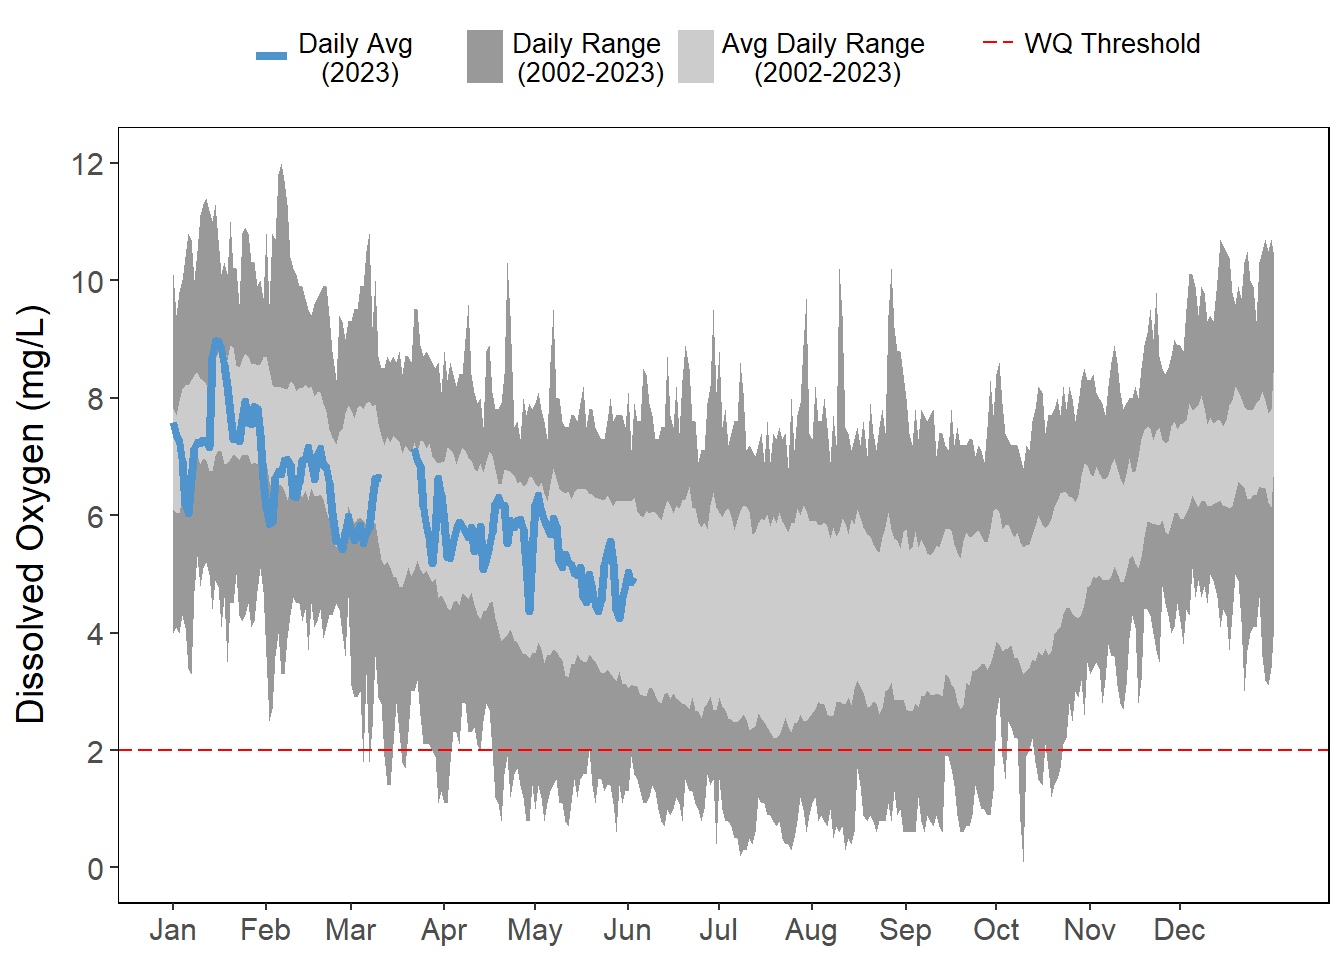 Daily Avg
(2023)
Daily Range
(2002-2023)
Avg Daily Range
(2002-2023)
WQ Threshold
Dissolved Oxygen (mg/L)
12
10
8
6
4
2
0
Jan Feb Mar Apr May Jun Jul Aug Sep Oct Nov Dec